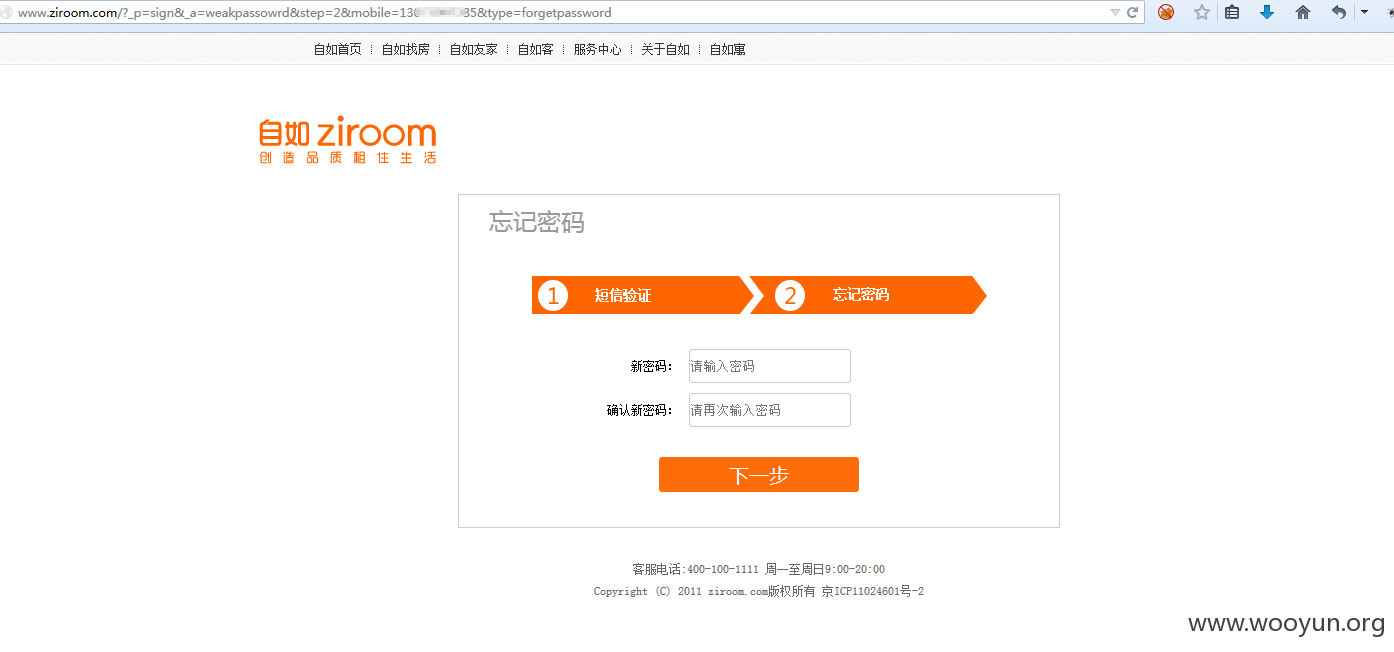 www.ziroom.com/?_p=sign&_a=weakpassowrd&step=2&mobile=130 85&type=forgetpassword
自如首页 自如找房 自如友家 自如客 服务中心 关于自如 自如寓
自如 ziroom
创造品质租住生活
忘记密码
1 短信验证 2 忘记密码
新密码: 请输入密码
确认新密码: 请再次输入密码
下一步
客服电话:400-100-1111 周一至周日9:00-20:00
Copyright (C) 2011 ziroom.com版权所有 京ICP11024601号-2
www.wooyun.org